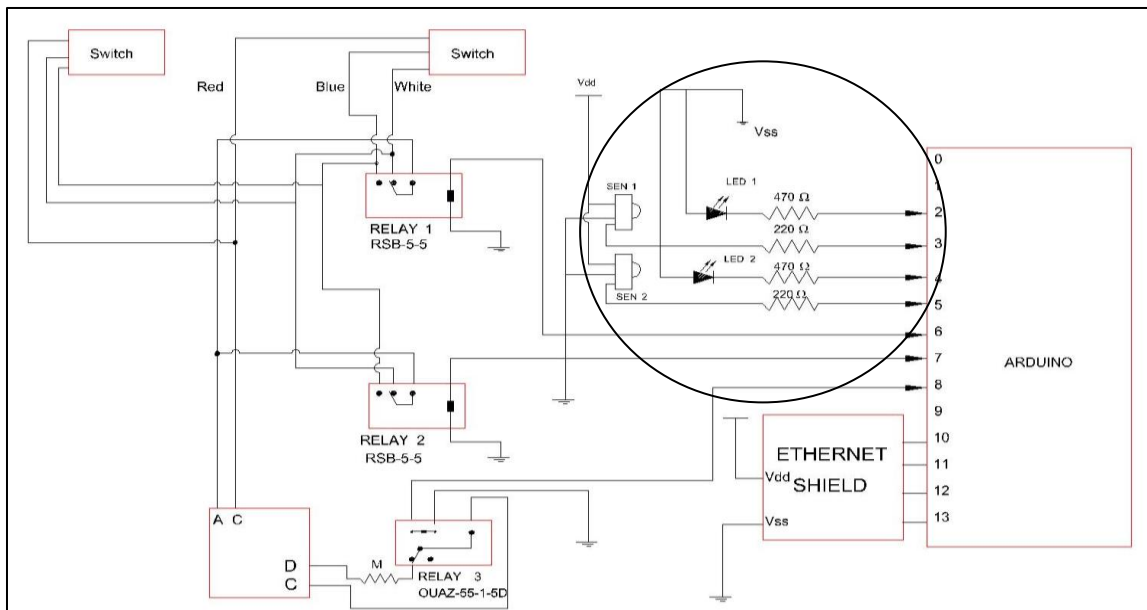 Switch
Switch
Red
Blue
White
Vdd
Vss
SEN 1
LED 1
470 Ω
220 Ω
LED 2
470 Ω
220 Ω
SEN 2
0
1
2
3
4
5
6
7
8
9
10
11
12
13
ARDUINO
RELAY 1
RSB-5-5
RELAY 2
RSB-5-5
ETHERNET
SHIELD
Vdd
Vss
A C
D
C
M
RELAY 3
OUAZ-55-1-5D